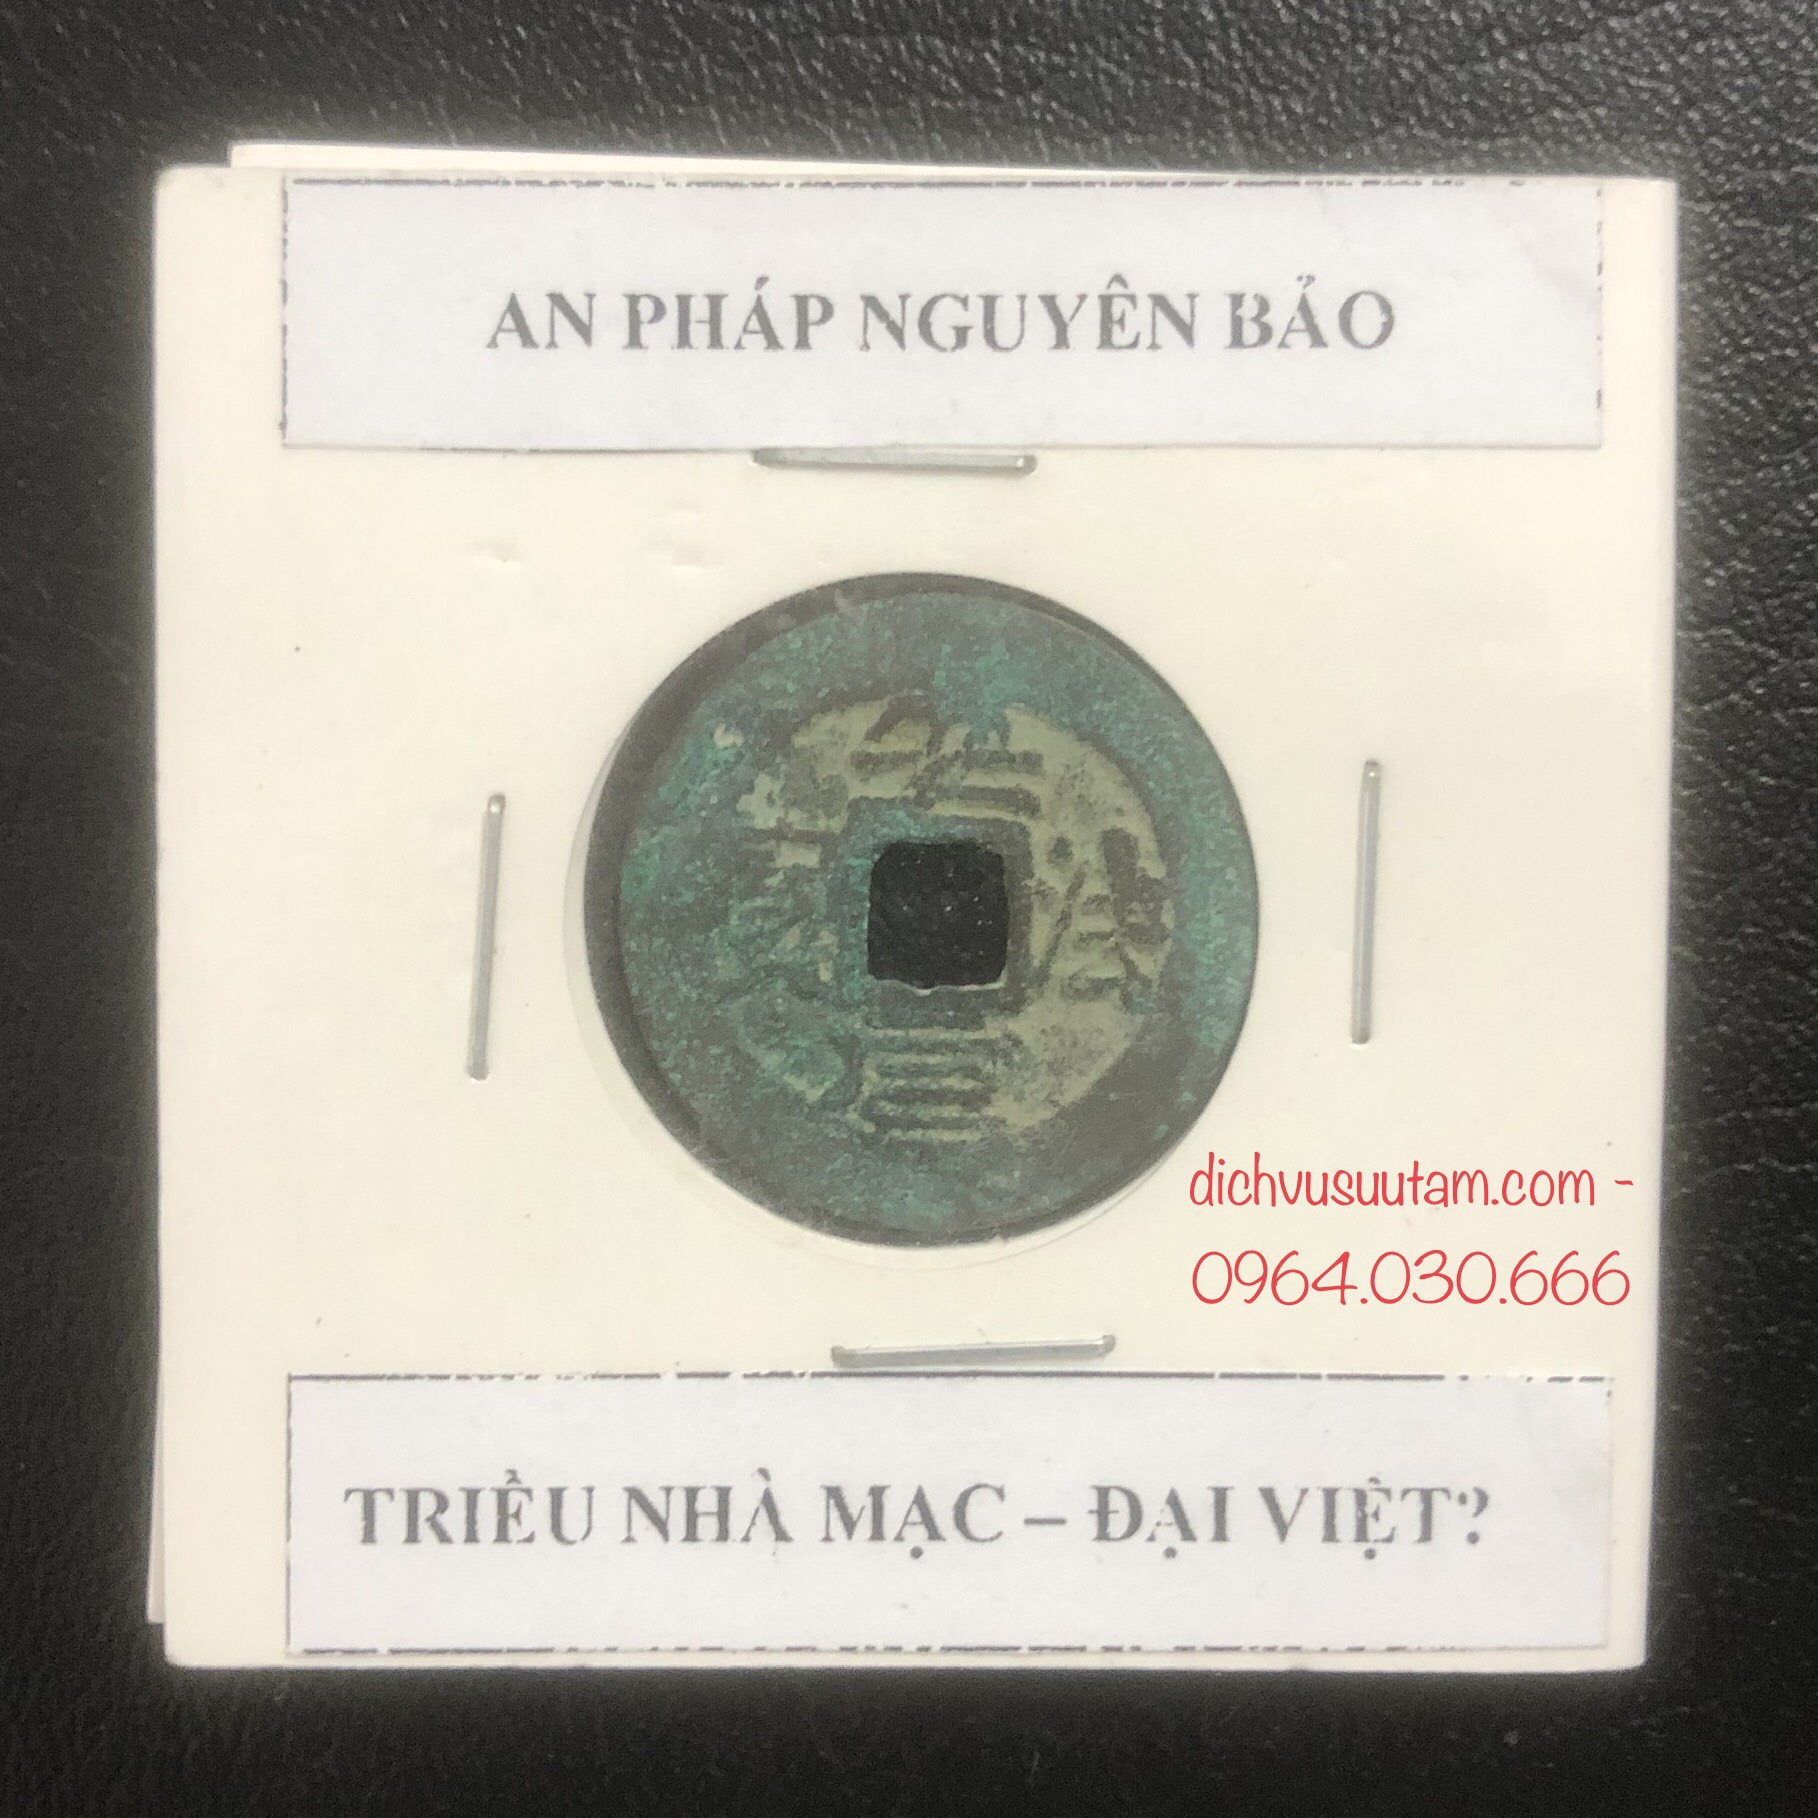 AN PHÁP NGUYÊN BẢO
dichvusuutam.com -
0964.030.666
TRIỀU NHÀ MẠC – ĐẠI VIỆT?